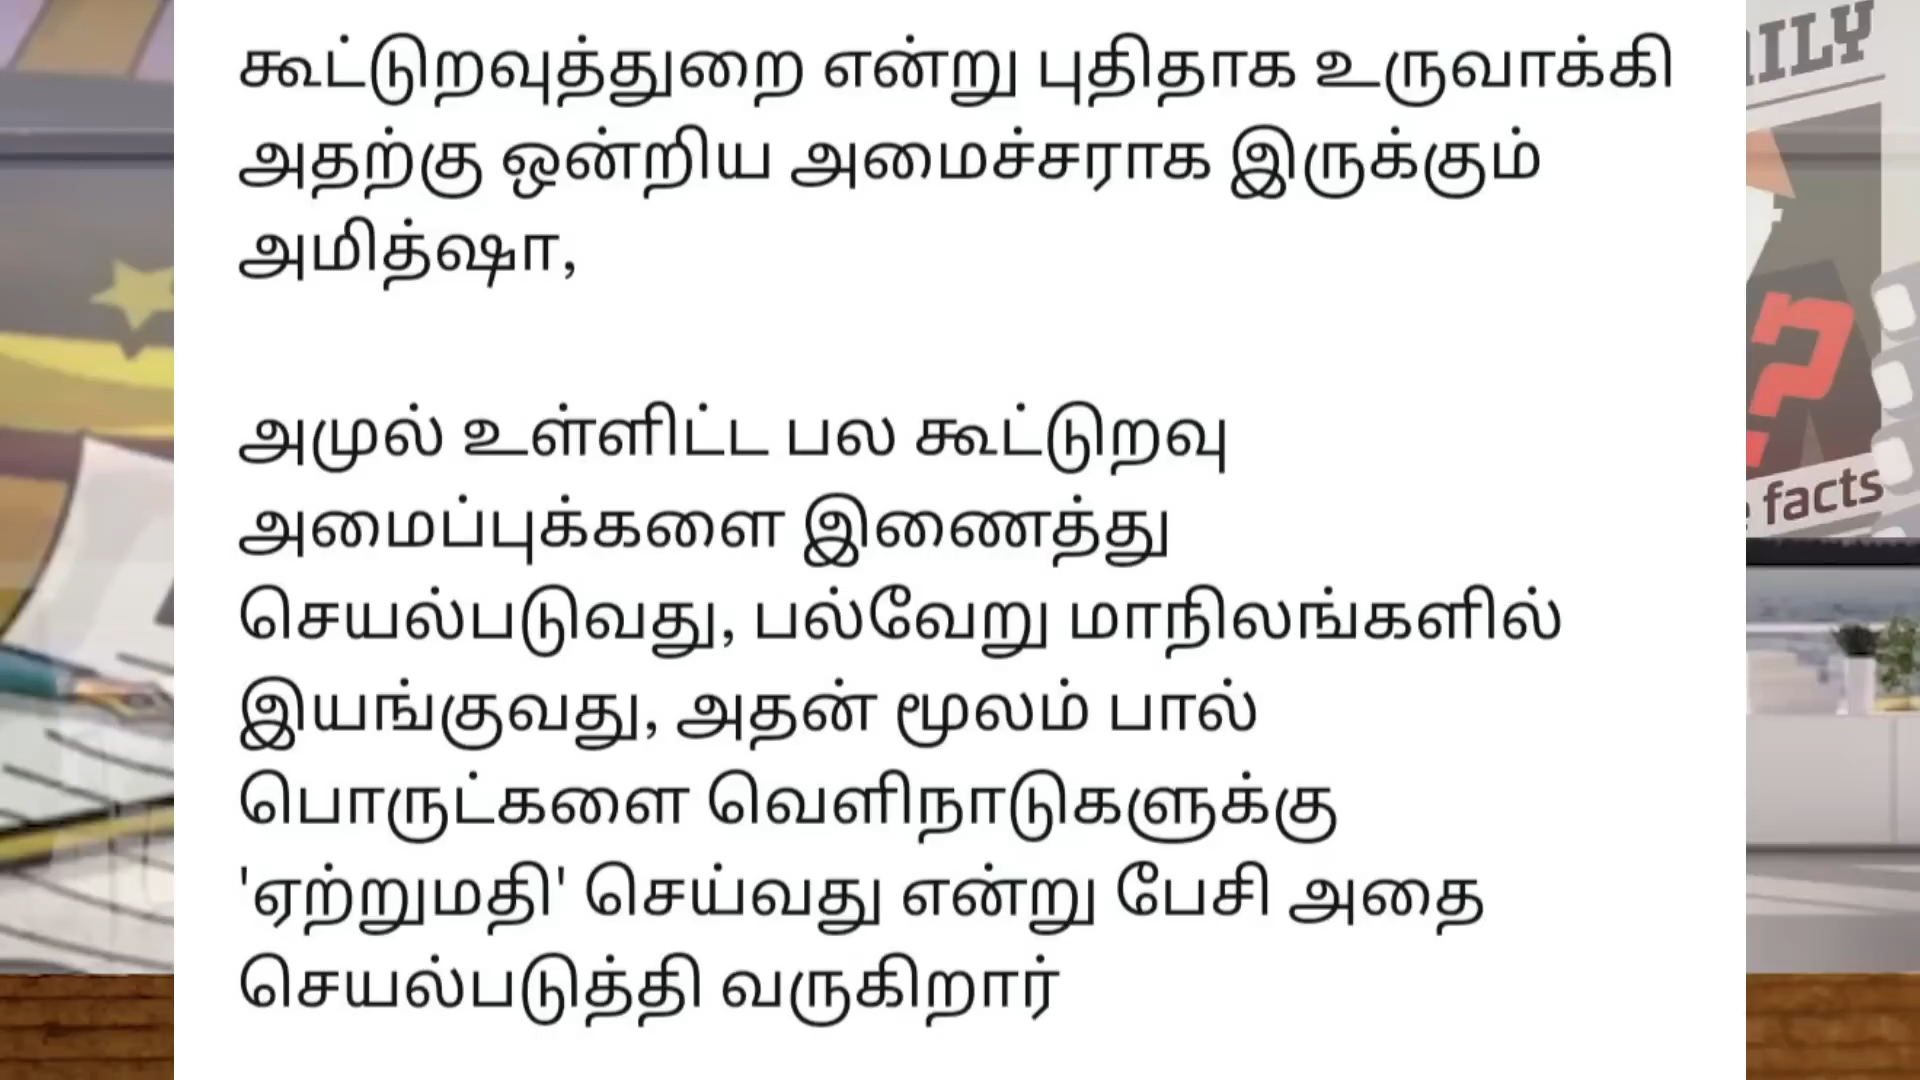 கூட்டுறவுத்துறை என்று புதிதாக உருவாக்கி
அதற்கு ஒன்றிய அமைச்சராக இருக்கும்
அமித்ஷா,
அமுல் உள்ளிட்ட பல கூட்டுறவு
அமைப்புக்களை இணைத்து
செயல்படுவது, பல்வேறு மாநிலங்களில்
இயங்குவது, அதன் மூலம் பால்
பொருட்களை வெளிநாடுகளுக்கு
'ஏற்றுமதி' செய்வது என்று பேசி அதை
செயல்படுத்தி வருகிறார்
?
facts